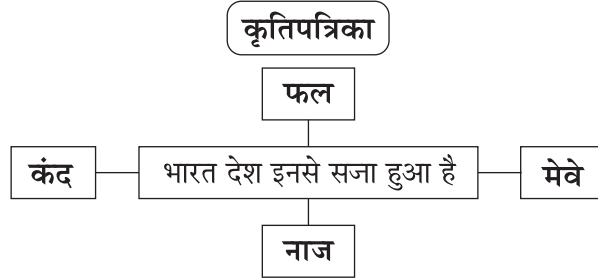 कृतिपत्रिका
फल
कंद
भारत देश इनसे सजा हुआ है
मेवे
नाज